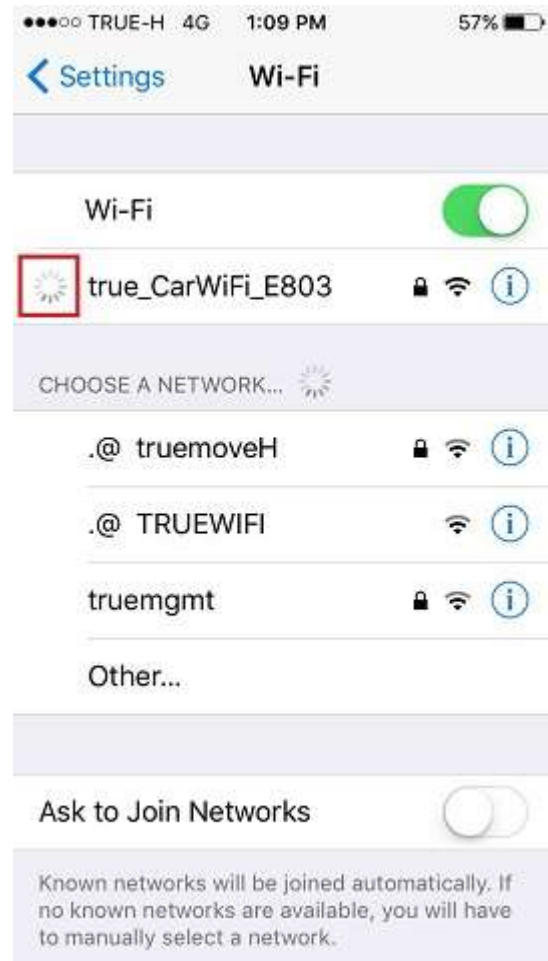 TRUE-H 4G 1:09 PM 57%
Settings Wi-Fi
Wi-Fi
true_CarWiFi_E803
CHOOSE A NETWORK...
.@ truemoveH
.@ TRUEWIFI
truemgmt
Other...
Ask to Join Networks
Known networks will be joined automatically. If
no known networks are available, you will have
to manually select a network.